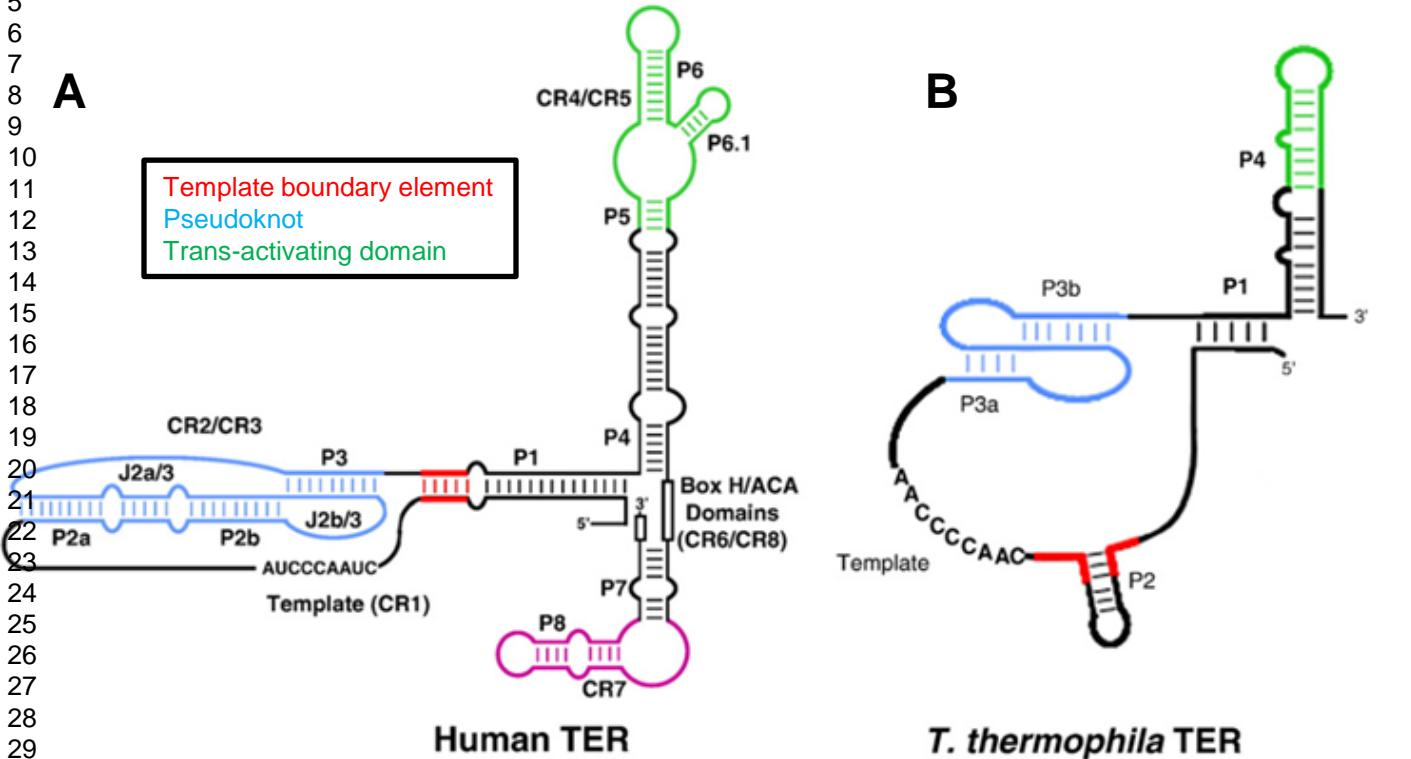 5
6
7
8
9
10
11
12
13
14
15
16
17
18
19
20
21
22
23
24
25
26
27
28
29
A
Template boundary element
Pseudoknot
Trans-activating domain
P6
CR4/CR5
P6.1
P5
P4
CR2/CR3
J2a/3
P3
P1
P2a
P2b
J2b/3
5'
3'
Box H/ACA
Domains
(CR6/CR8)
AUCCCAAUC
Template (CR1)
P7
P8
CR7
Human TER
B
P4
P3b
P1
3'
5'
P3a
AACCCCAAC
Template
P2
T. thermophila TER